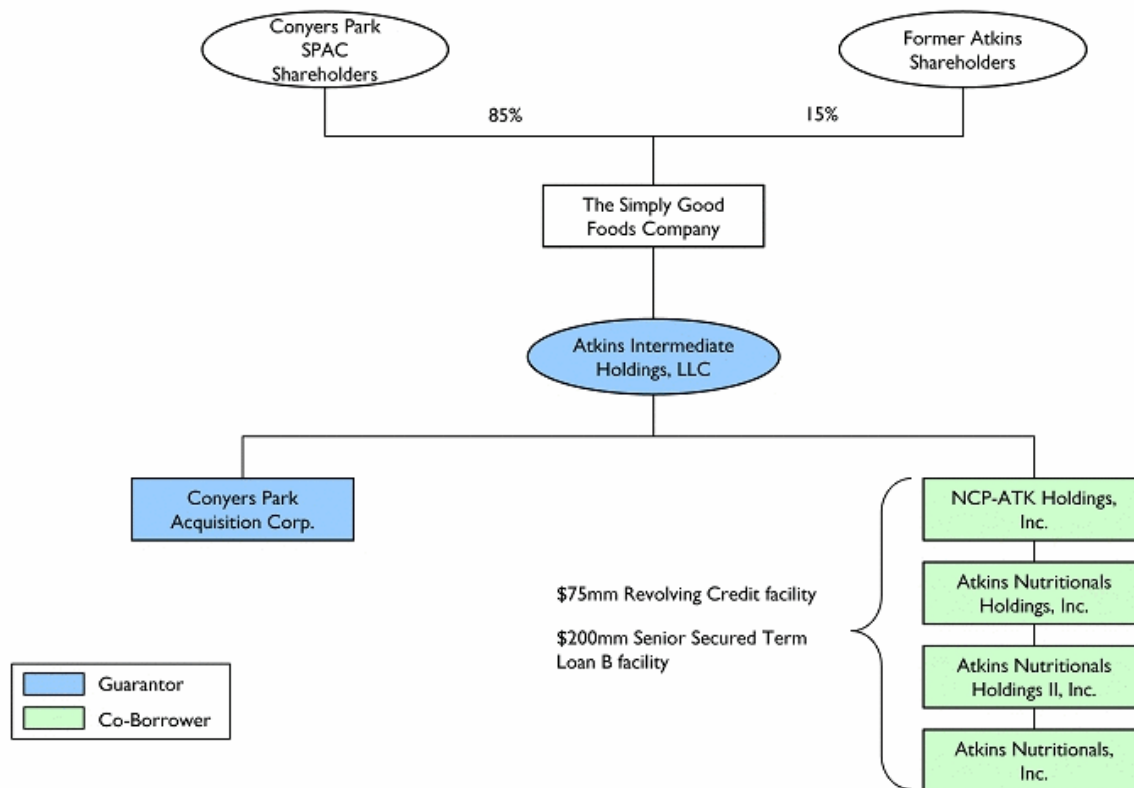 Conyers Park
SPAC
Shareholders
Former Atkins
Shareholders
85%
15%
The Simply Good
Foods Company
Atkins Intermediate
Holdings, LLC
Conyers Park
Acquisition Corp.
NCP-ATK Holdings,
Inc.
$75mm Revolving Credit facility
$200mm Senior Secured Term
Loan B facility
Atkins Nutritionals
Holdings, Inc.
Atkins Nutritionals
Holdings II, Inc.
Atkins Nutritionals,
Inc.
Guarantor
Co-Borrower